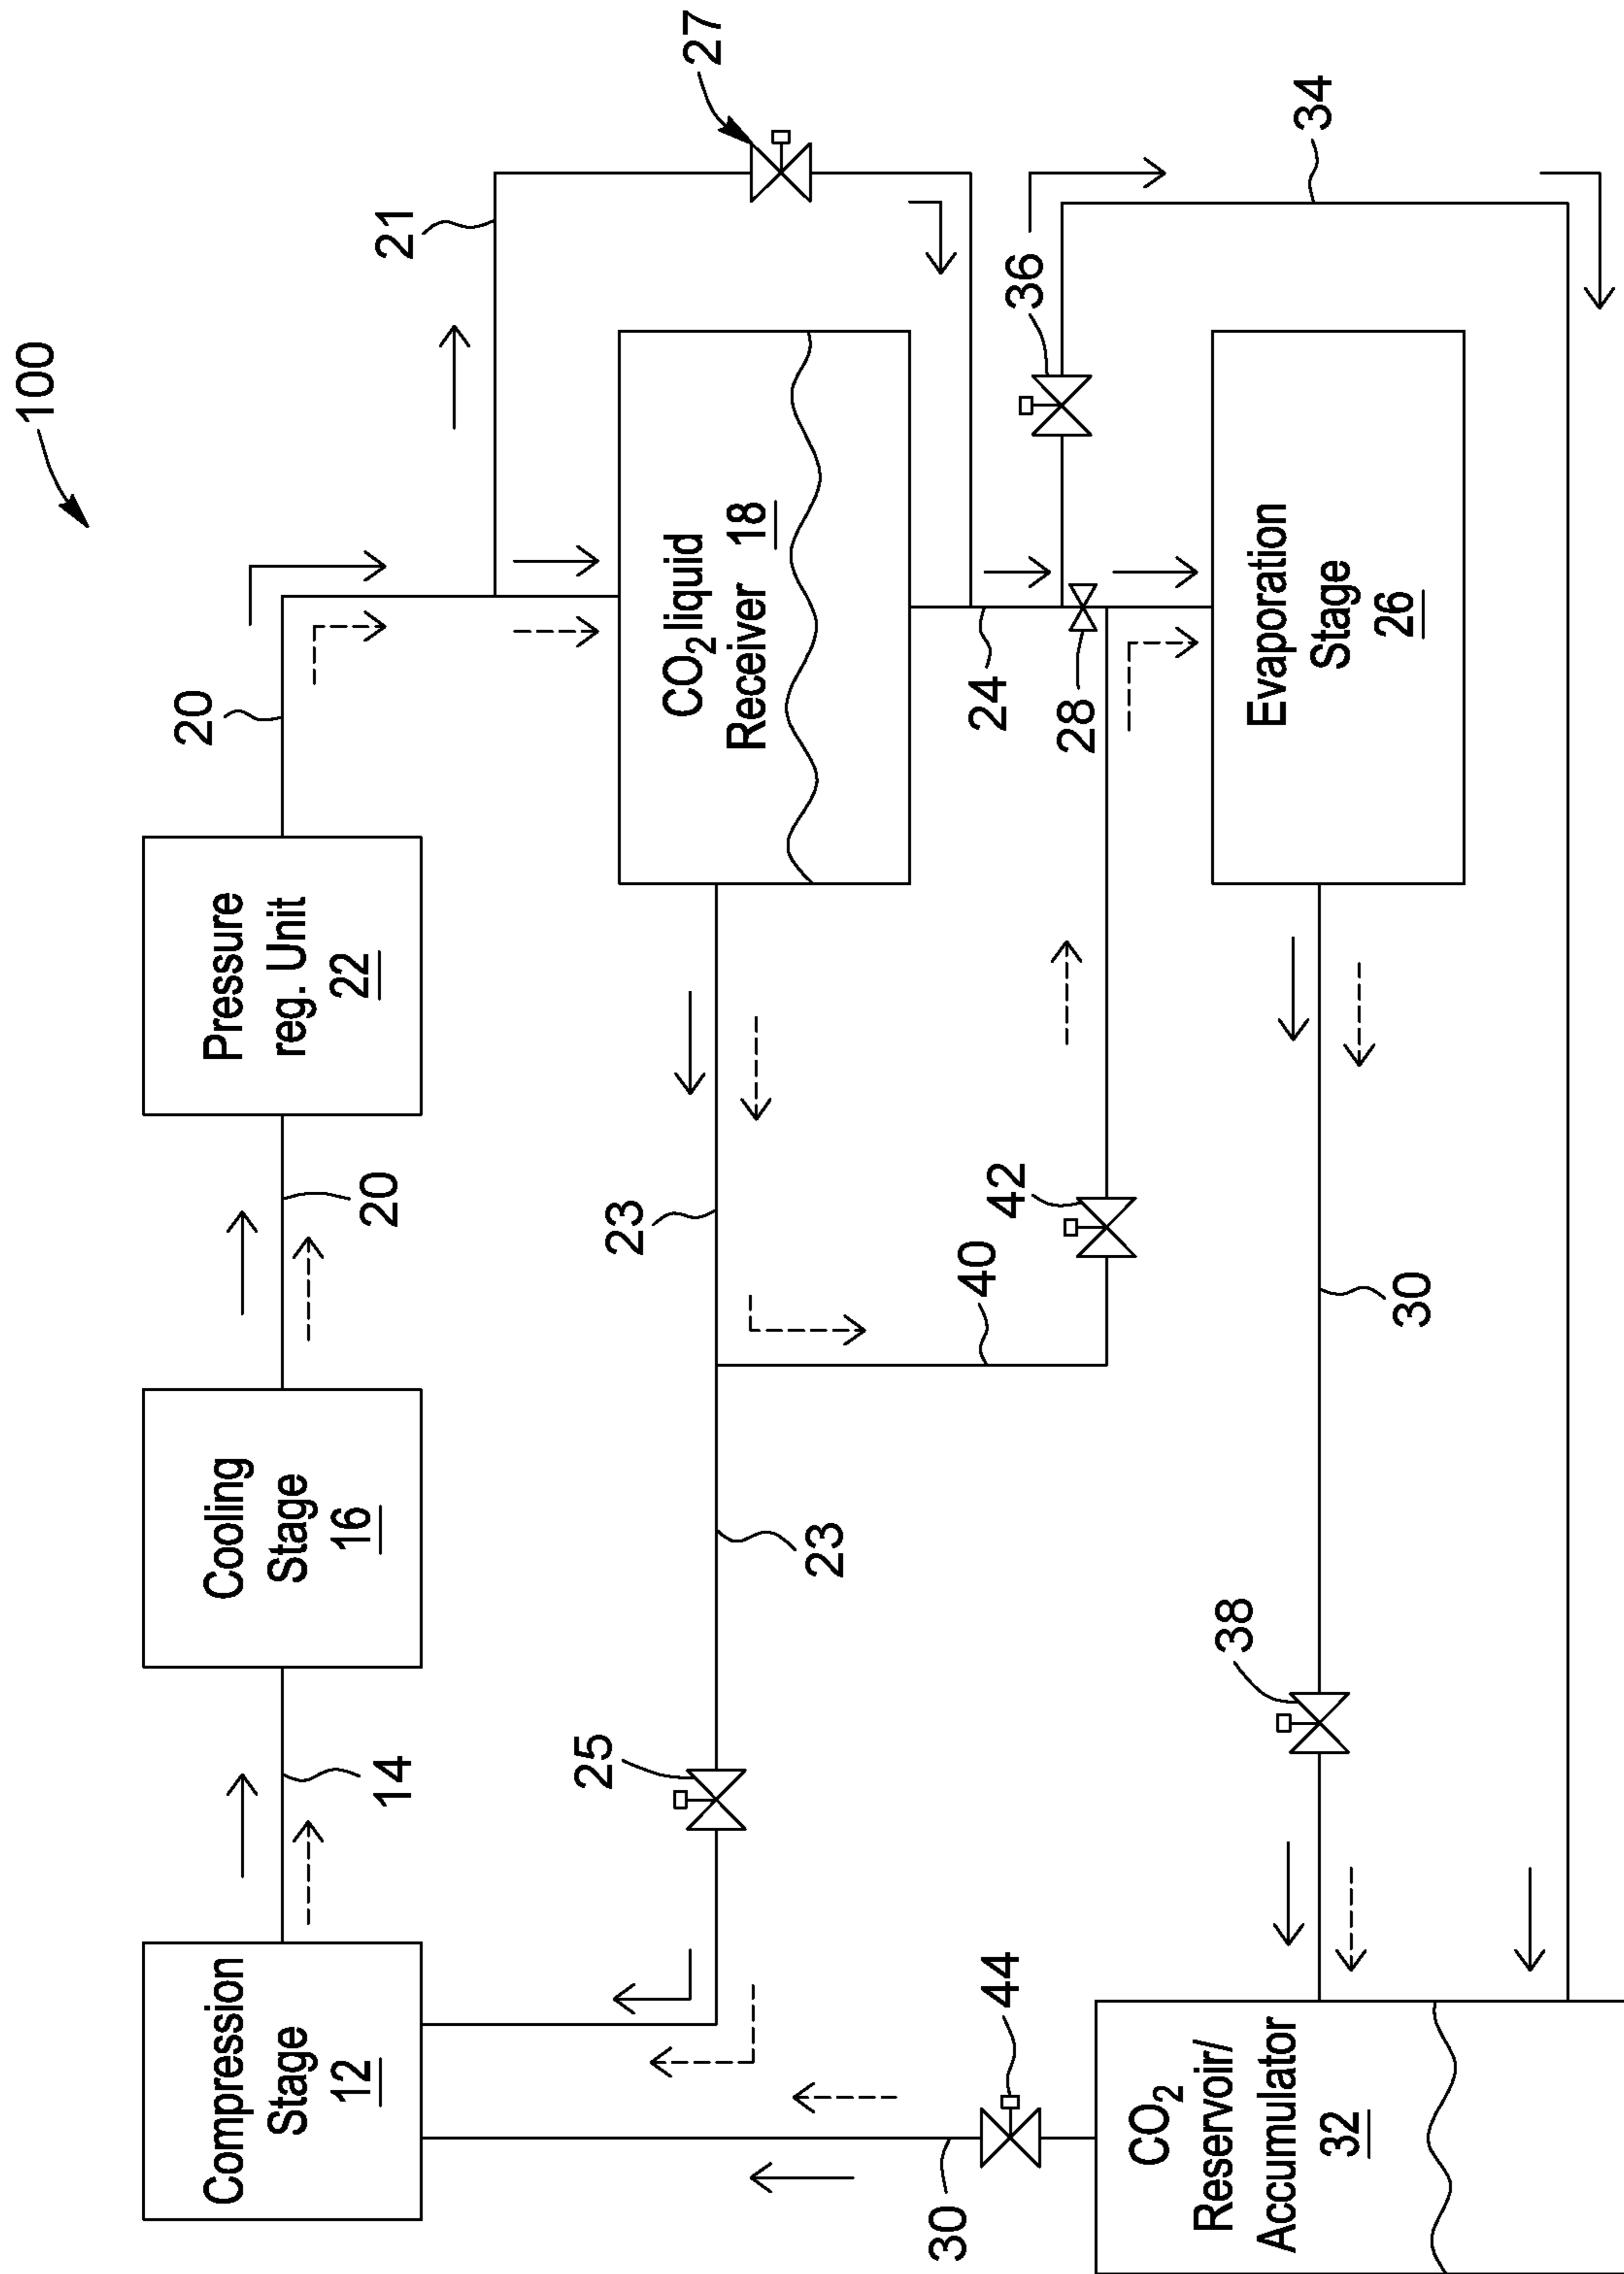 100
Compression
Stage
12
14
Cooling
Stage
16
20
Pressure
reg. Unit
22
20
21
27
25
23
23
CO₂ liquid
Receiver 18
40
42
24
28
36
44
30
38
30
34
CO₂
Reservoir/
Accumulator
32
Evaporation
Stage
26